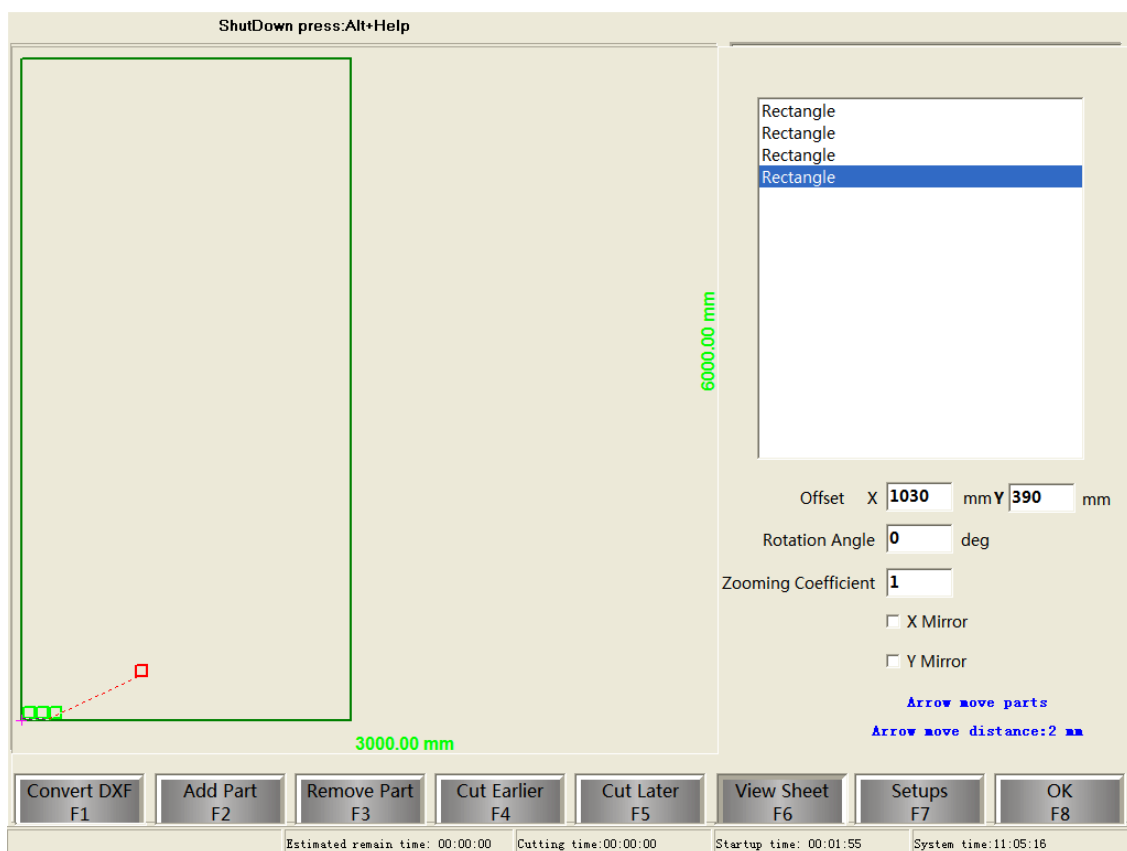 ShutDown press:Alt+Help
Rectangle
Rectangle
Rectangle
Rectangle
6000.00 mm
Offset X 1030 mm Y 390 mm
Rotation Angle 0 deg
Zooming Coefficient 1
X Mirror
Y Mirror
Arrow move parts
Arrow move distance:2 mm
3000.00 mm
Convert DXF Add Part Remove Part Cut Earlier Cut Later View Sheet Setups OK
F1 F2 F3 F4 F5 F6 F7 F8
Estimated remain time: 00:00:00 Cutting time:00:00:00 Startup time: 00:01:55 System time:11:05:16